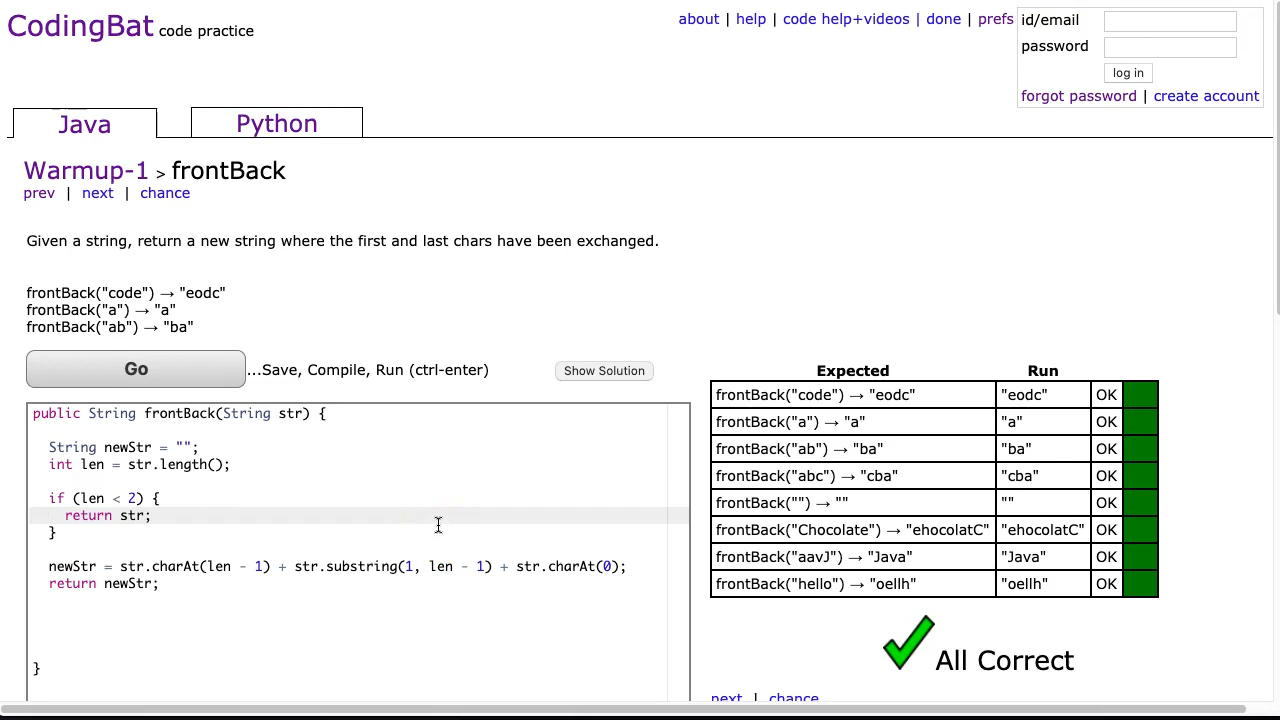 CodingBat code practice
about | help | code help+videos | done | prefs
id/email
password
log in
forgot password | create account
Java
Python
Warmup-1 > frontBack
prev | next | chance
Given a string, return a new string where the first and last chars have been exchanged.
frontBack("code") → "eodc"
frontBack("a") → "a"
frontBack("ab") → "ba"
Go ...Save, Compile, Run (ctrl-enter) Show Solution
public String frontBack(String str) {
String newStr = "";
int len = str.length();
if (len < 2) {
return str;
}
newStr = str.charAt(len - 1) + str.substring(1, len - 1) + str.charAt(0);
return newStr;
}
Expected Run
frontBack("code") → "eodc" "eodc" OK
frontBack("a") → "a" "a" OK
frontBack("ab") → "ba" "ba" OK
frontBack("abc") → "cba" "cba" OK
frontBack("") → "" "" OK
frontBack("Chocolate") → "ehocolatC" "ehocolatC" OK
frontBack("aavJ") → "Java" "Java" OK
frontBack("hello") → "oellh" "oellh" OK
All Correct
next | chance